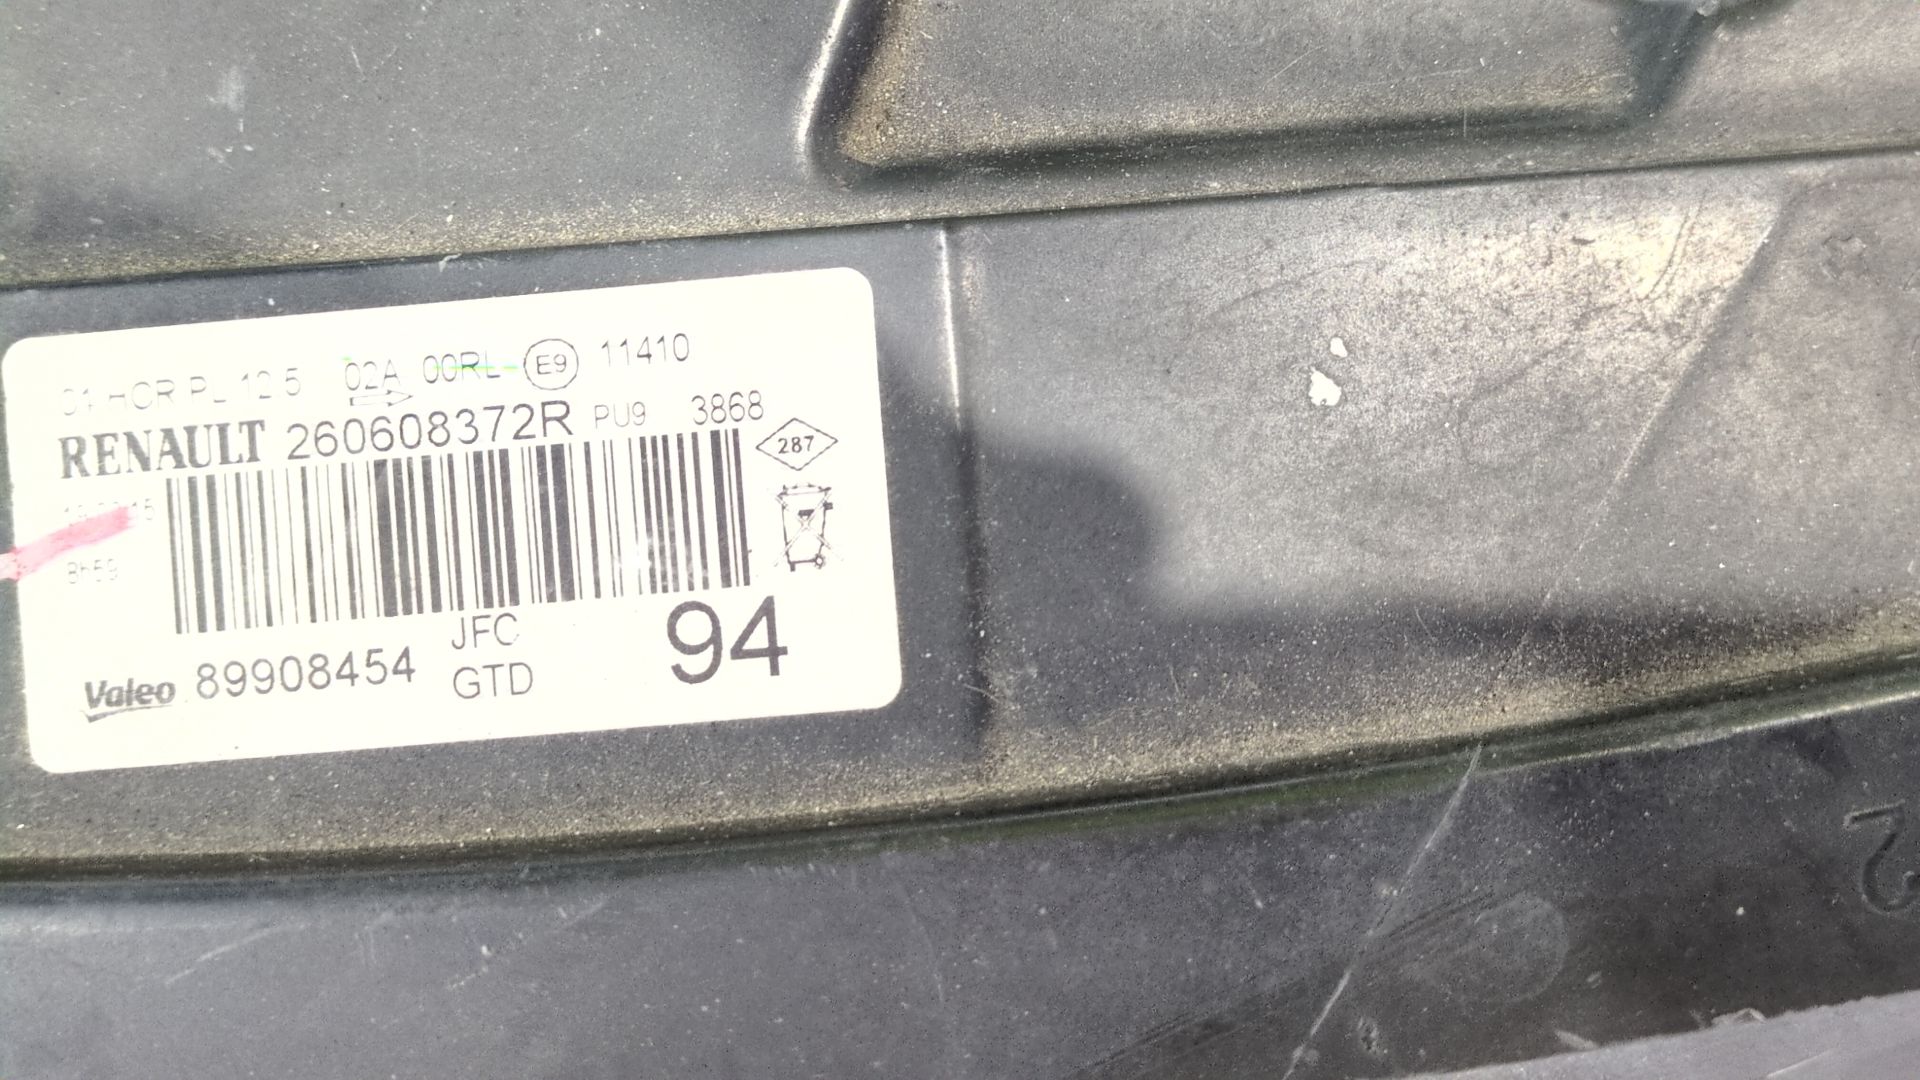 HCR PL 12.5 02A 00RL E9 11410
RENAULT 260608372R PU9 3868
287
8h59
JFC
94
Valeo 89908454
GTD
2